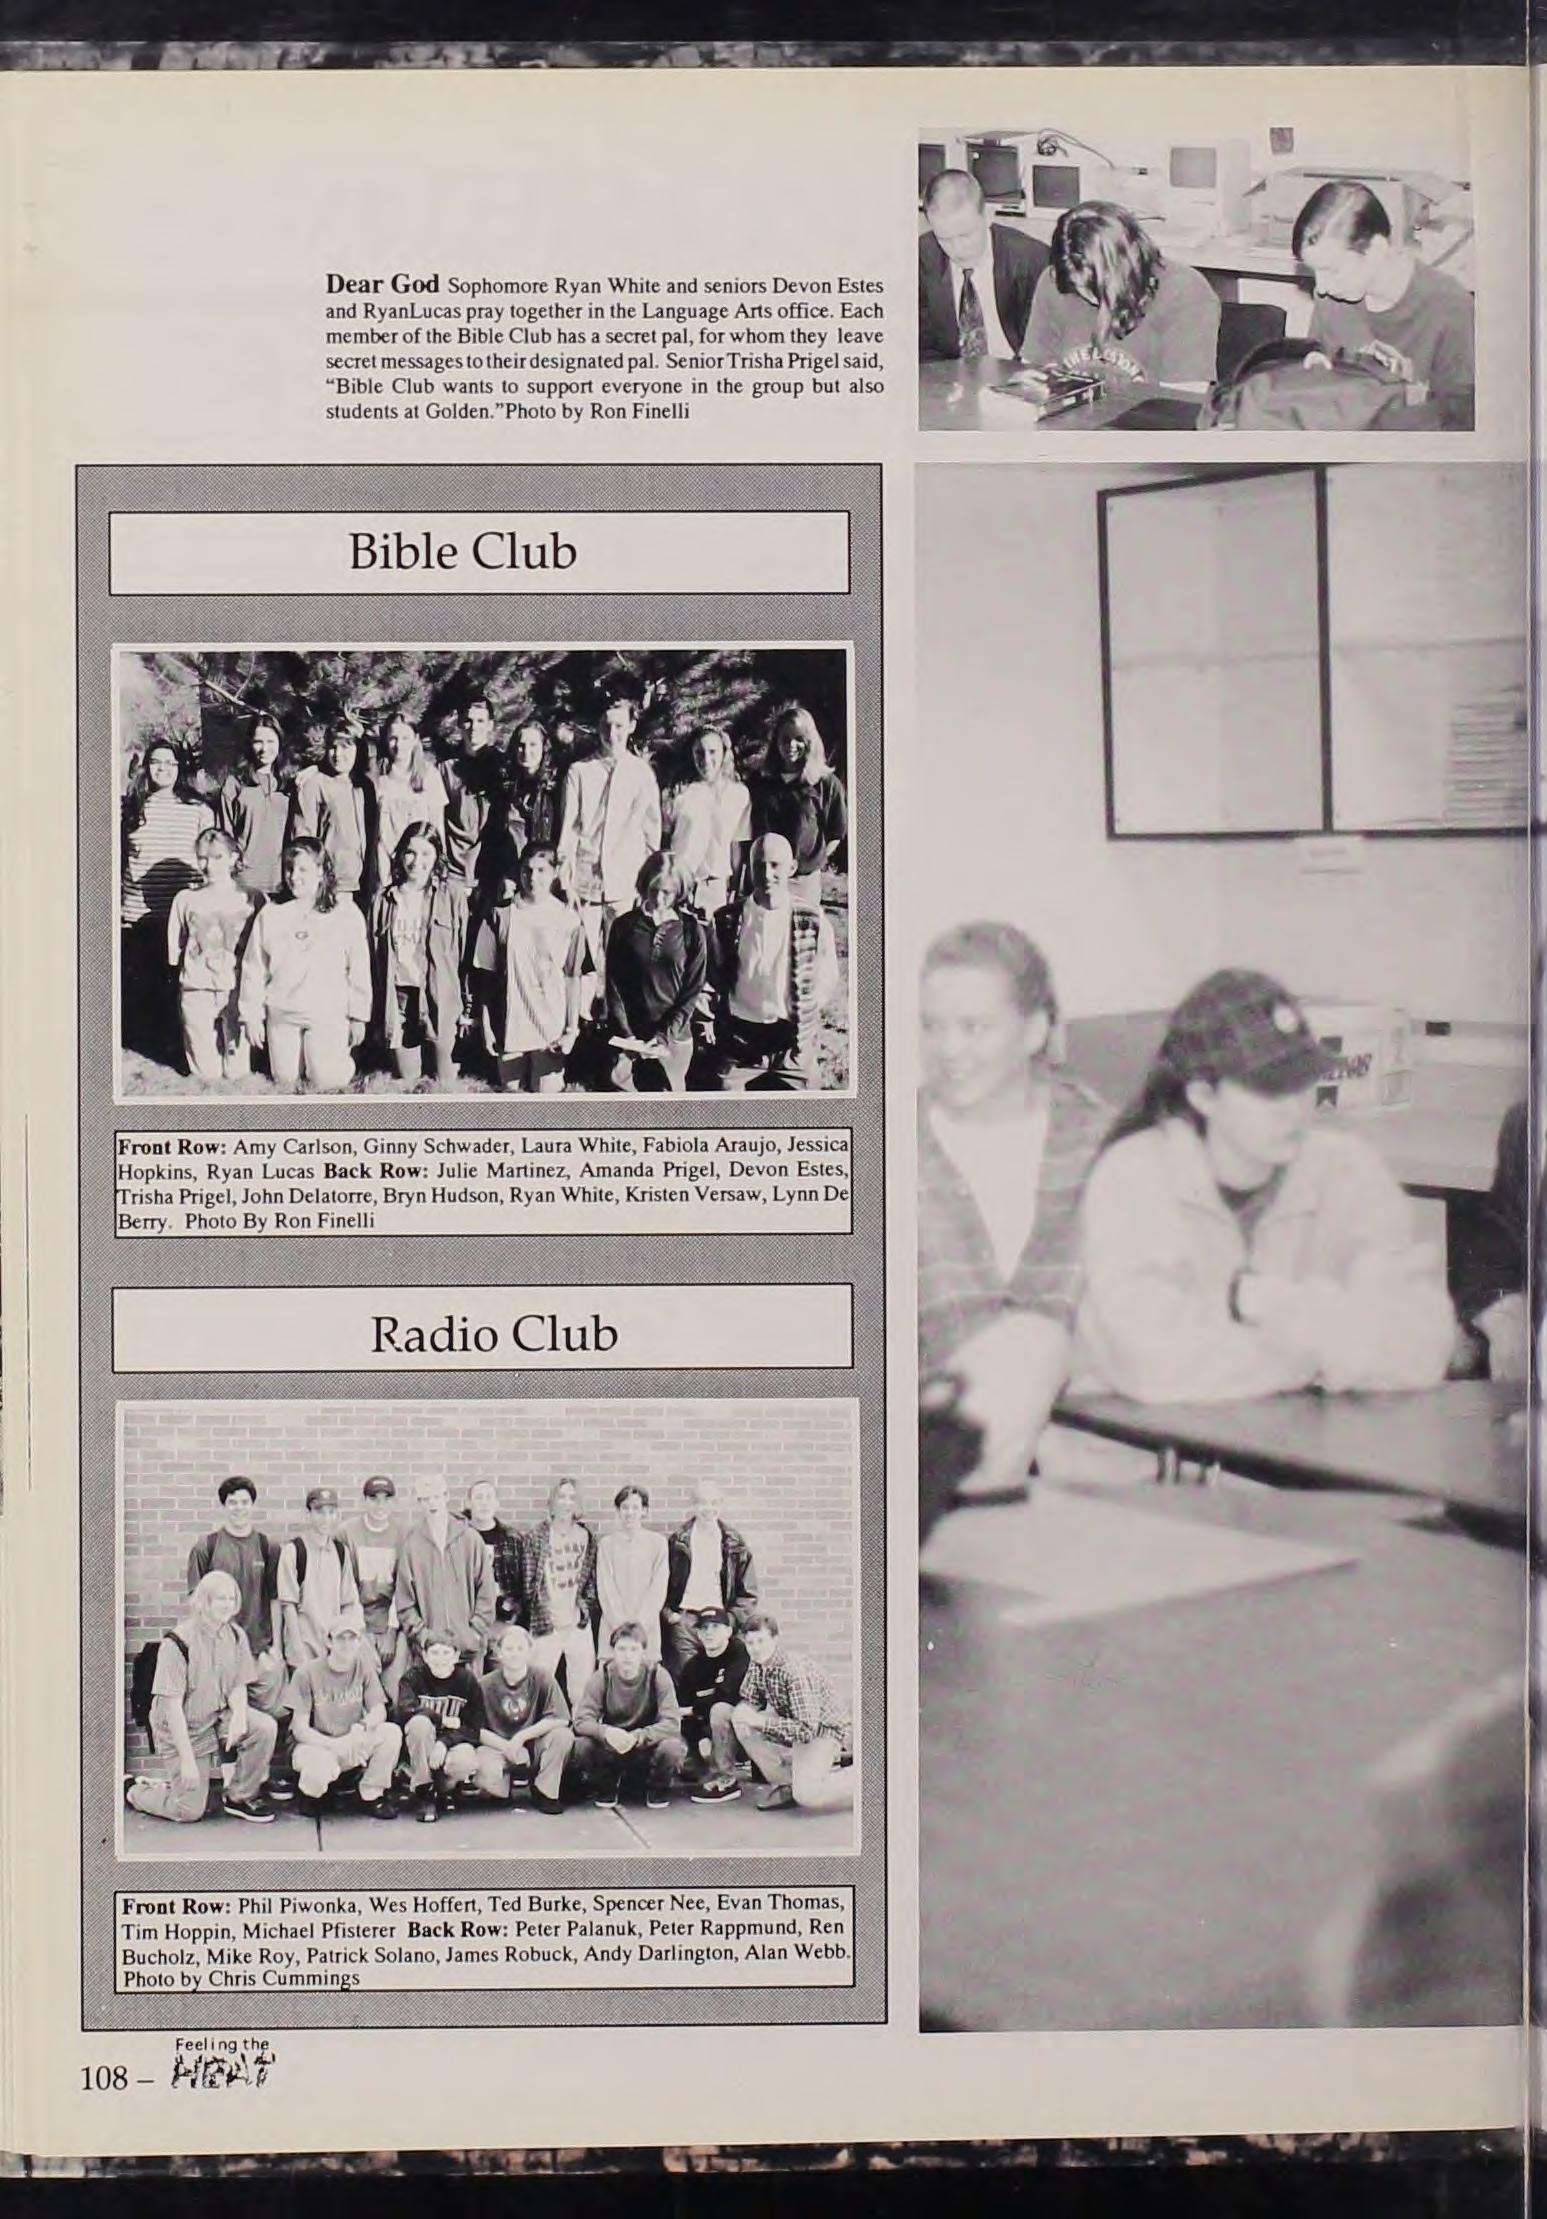 Dear God Sophomore Ryan White and seniors Devon Estes
and RyanLucas pray together in the Language Arts office. Each
member of the Bible Club has a secret pal, for whom they leave
secret messages to their designated pal. Senior Trisha Prigel said,
“Bible Club wants to support everyone in the group but also
students at Golden.”Photo by Ron Finelli
Bible Club
Front Row: Amy Carlson, Ginny Schwader, Laura White, Fabiola Araujo, Jessica
Hopkins, Ryan Lucas Back Row: Julie Martinez, Amanda Prigel, Devon Estes,
Trisha Prigel, John Delatorre, Bryn Hudson, Ryan White, Kristen Versaw, Lynn De
Berry. Photo By Ron Finelli
Radio Club
Front Row: Phil Piwonka, Wes Hoffert, Ted Burke, Spencer Nee, Evan Thomas,
Tim Hoppin, Michael Pfisterer Back Row: Peter Palanuk, Peter Rappmund, Ren
Bucholz, Mike Roy, Patrick Solano, James Robuck, Andy Darlington, Alan Webb.
Photo by Chris Cummings
Feeling the
108 – HEAT